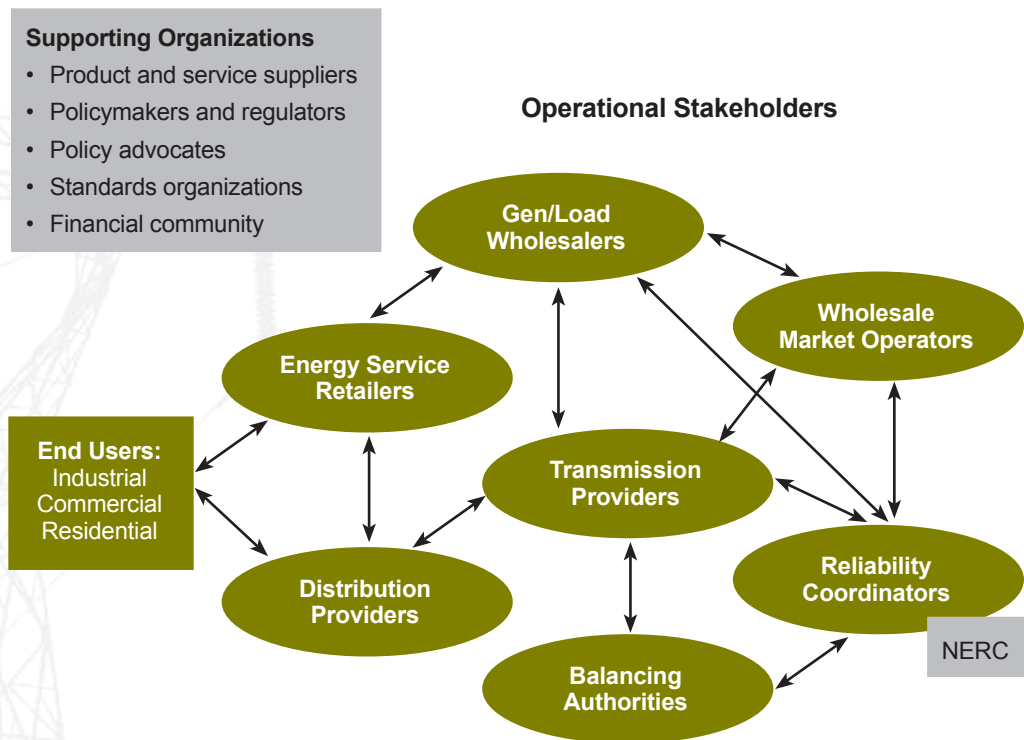 Supporting Organizations
• Product and service suppliers
• Policymakers and regulators
• Policy advocates
• Standards organizations
• Financial community
Operational Stakeholders
Gen/Load
Wholesalers
Wholesale
Market Operators
Energy Service
Retailers
End Users:
Industrial
Commercial
Residential
Transmission
Providers
Distribution
Providers
Reliability
Coordinators
NERC
Balancing
Authorities